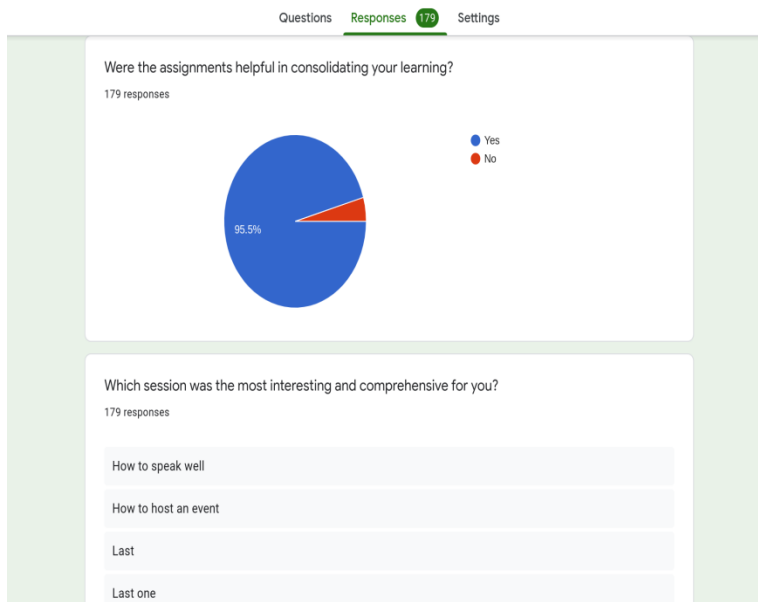 Questions Responses 179 Settings
Were the assignments helpful in consolidating your learning?
179 responses
Yes
No
95.5%
Which session was the most interesting and comprehensive for you?
179 responses
How to speak well
How to host an event
Last
Last one